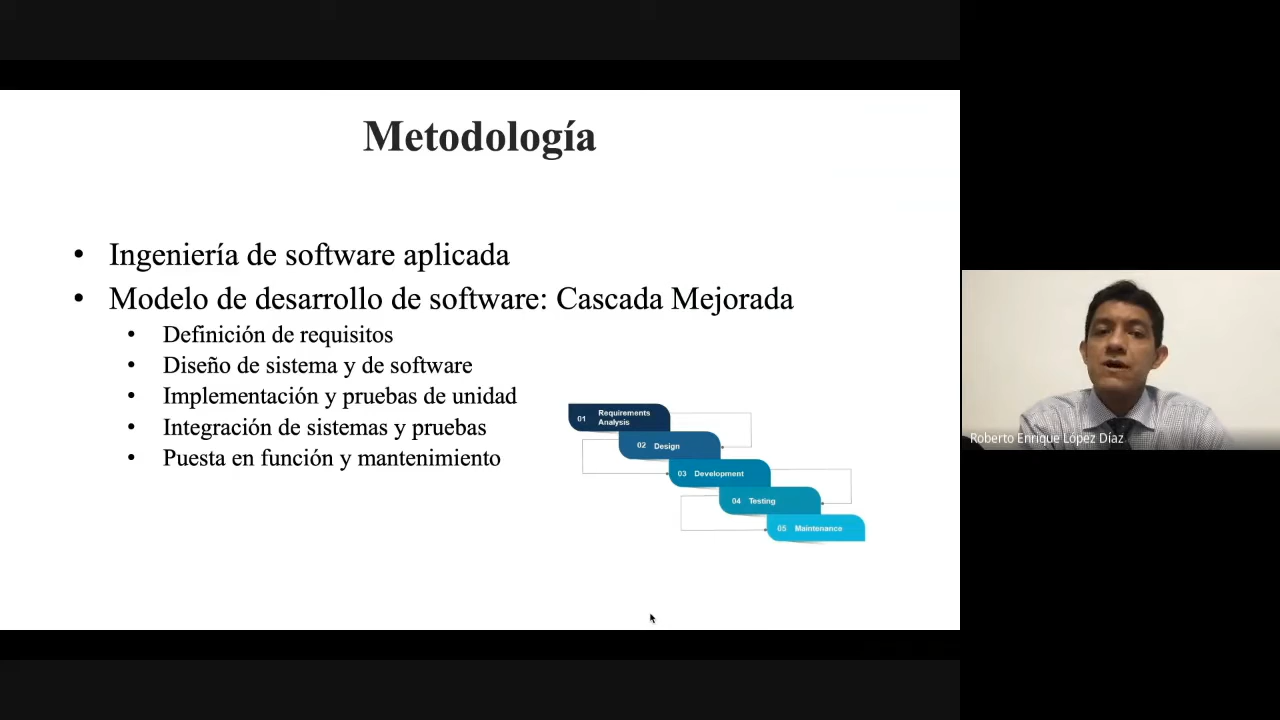 Metodología
Ingeniería de software aplicada
Modelo de desarrollo de software: Cascada Mejorada
Definición de requisitos
Diseño de sistema y de software
Implementación y pruebas de unidad
Integración de sistemas y pruebas
Puesta en función y mantenimiento
01 Requirements
Analysis
02 Design
03 Development
04 Testing
05 Maintenance
Roberto Enrique López Díaz